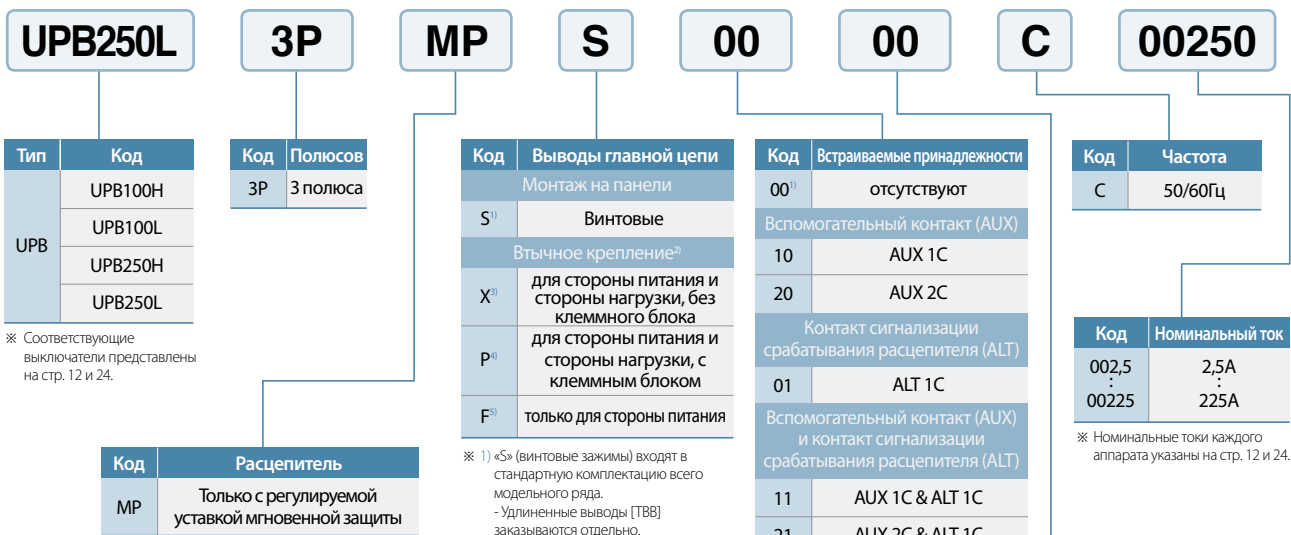 UPB250L 3P MP S 00 00 C 00250
Тип Код
UPB
UPB100H
UPB100L
UPB250H
UPB250L
※ Соответствующие
выключатели представлены
на стр. 12 и 24.
Код Полюсов
3P 3 полюса
Код Расцепитель
MP
Только с регулируемой
уставкой мгновенной защиты
Код Выводы главной цепи
Монтаж на панели
S1) Винтовые
Втычное крепление2)
X3)
для стороны питания и
стороны нагрузки, без
клеммного блока
P4)
для стороны питания и
стороны нагрузки, с
клеммным блоком
F5) только для стороны питания
※ 1) «S» (винтовые зажимы) входят в
стандартную комплектацию всего
модельного ряда.
- Удлиненные выводы [TBB]
заказываются отдельно.
Код Встраиваемые принадлежности
001) отсутствуют
Вспомогательный контакт (AUX)
10 AUX 1C
20 AUX 2C
Контакт сигнализации
срабатывания расцепителя (ALT)
01 ALT 1C
Вспомогательный контакт (AUX)
и контакт сигнализации
срабатывания расцепителя (ALT)
11 AUX 1C & ALT 1C
21 AUX 2C & ALT 1C
Код Частота
C 50/60Гц
Код Номинальный ток
002,5 2,5А
: :
00225 225А
※ Номинальные токи каждого
аппарата указаны на стр. 12 и 24.